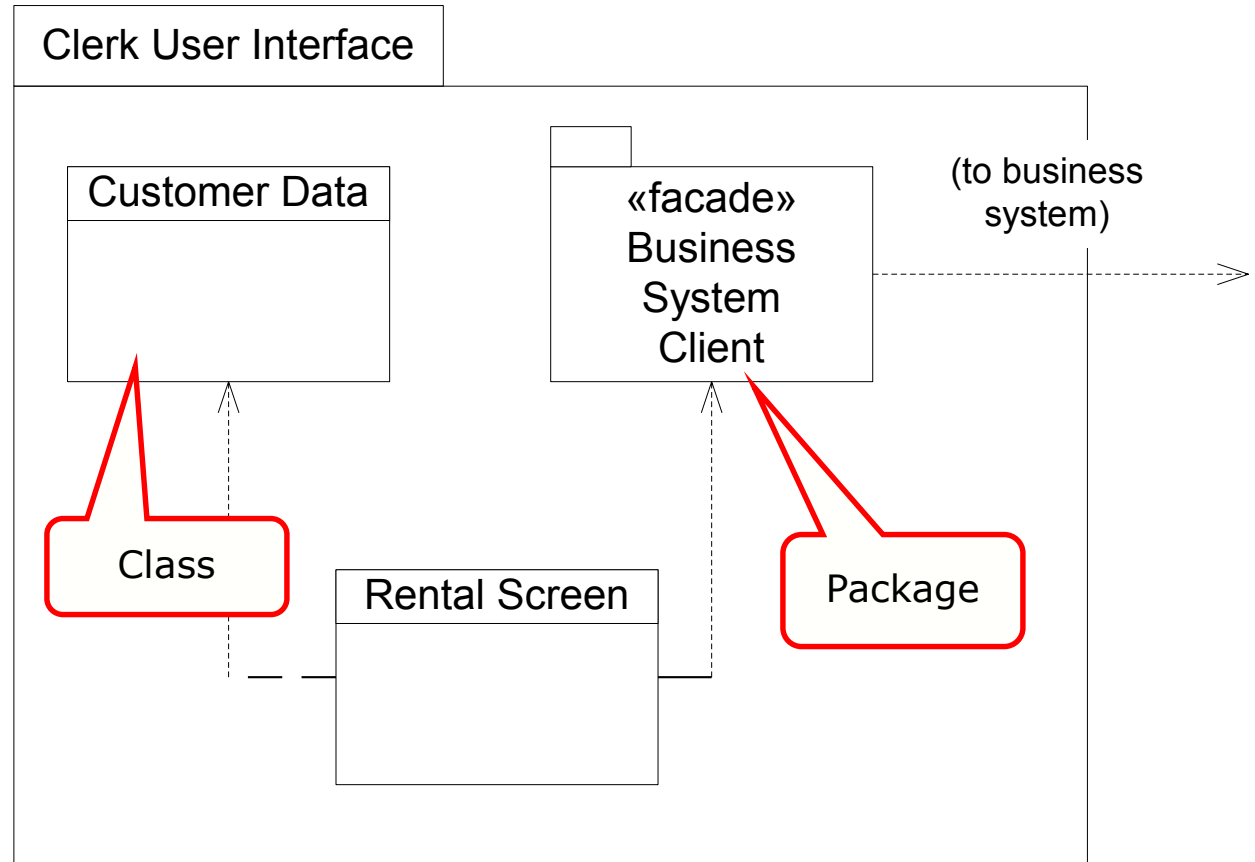 Clerk User Interface
Customer Data
«facade»
Business
System
Client
(to business
system)
Class
Package
Rental Screen